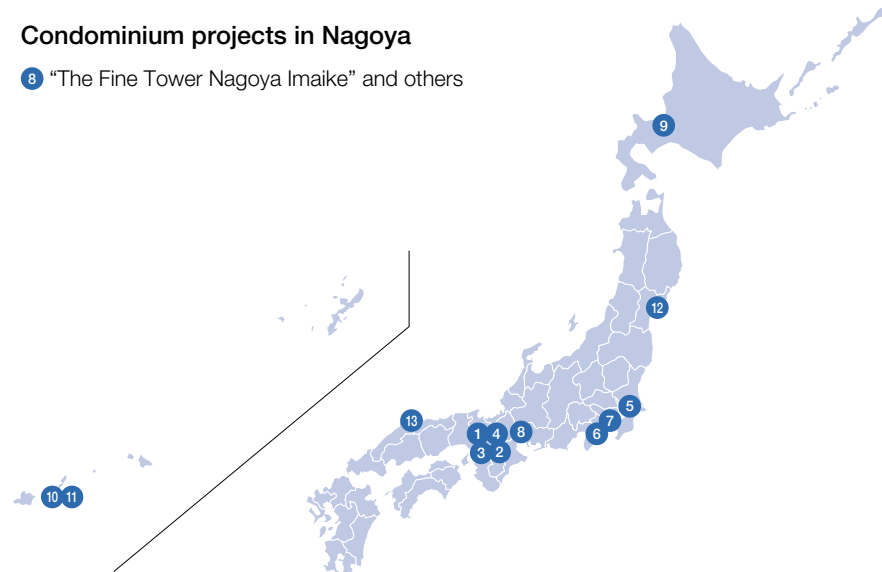 Condominium projects in Nagoya
8 “The Fine Tower Nagoya Imaike” and others
9
12
5
7
6
13
1 4 8
3 2
10 11